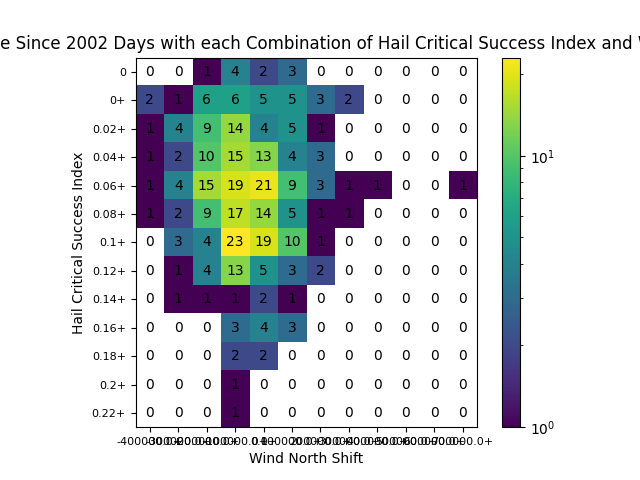 e Since 2002 Days with each Combination of Hail Critical Success Index and
0 0 0 1 4 2 3 0 0 0 0 0 0
0+ 2 1 6 6 5 5 3 2 0 0 0 0
0.02+ 1 4 9 14 4 5 1 0 0 0 0 0
0.04+ 1 2 10 15 13 4 3 0 0 0 0 0
0.06+ 1 4 15 19 21 9 3 1 1 0 0 1
0.08+ 1 2 9 17 14 5 1 1 0 0 0 0
0.1+ 0 3 4 23 19 10 1 0 0 0 0 0
0.12+ 0 1 4 13 5 3 2 0 0 0 0 0
0.14+ 0 1 1 1 2 1 0 0 0 0 0 0
0.16+ 0 0 0 3 4 3 0 0 0 0 0 0
0.18+ 0 0 0 2 2 0 0 0 0 0 0 0
0.2+ 0 0 0 1 0 0 0 0 0 0 0 0
0.22+ 0 0 0 1 0 0 0 0 0 0 0 0
Wind North Shift
Hail Critical Success Index
10¹
10⁰